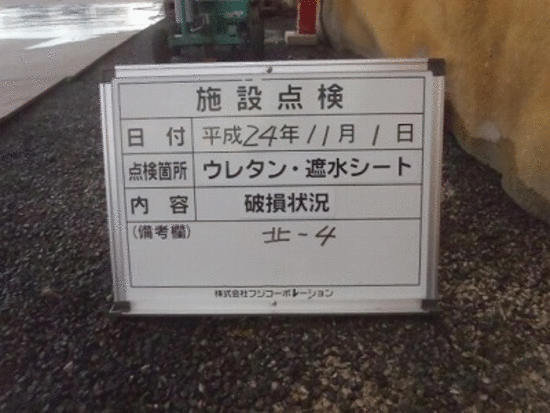 施設点検
日付 平成24年11月1日
点検箇所 ウレタン・遮水シート
内容 破損状況
(備考欄) 北-4
株式会社フジコーポレーション